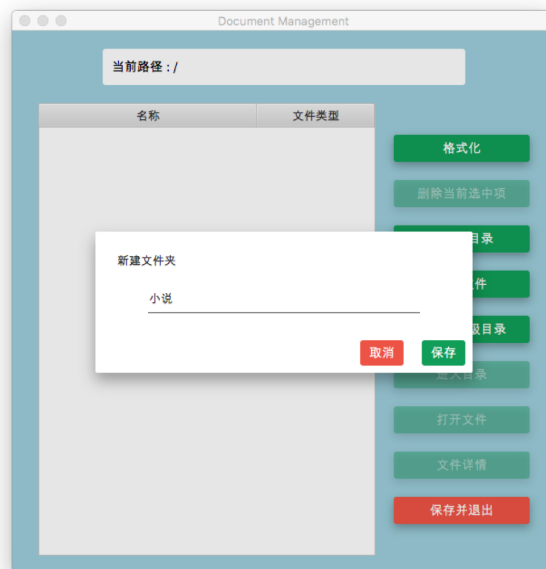 Document Management
当前路径 : /
名称
文件类型
格式化
删除当前选中项
目录
新建文件夹
件
小说
级目录
取消
保存
进入目录
打开文件
文件详情
保存并退出